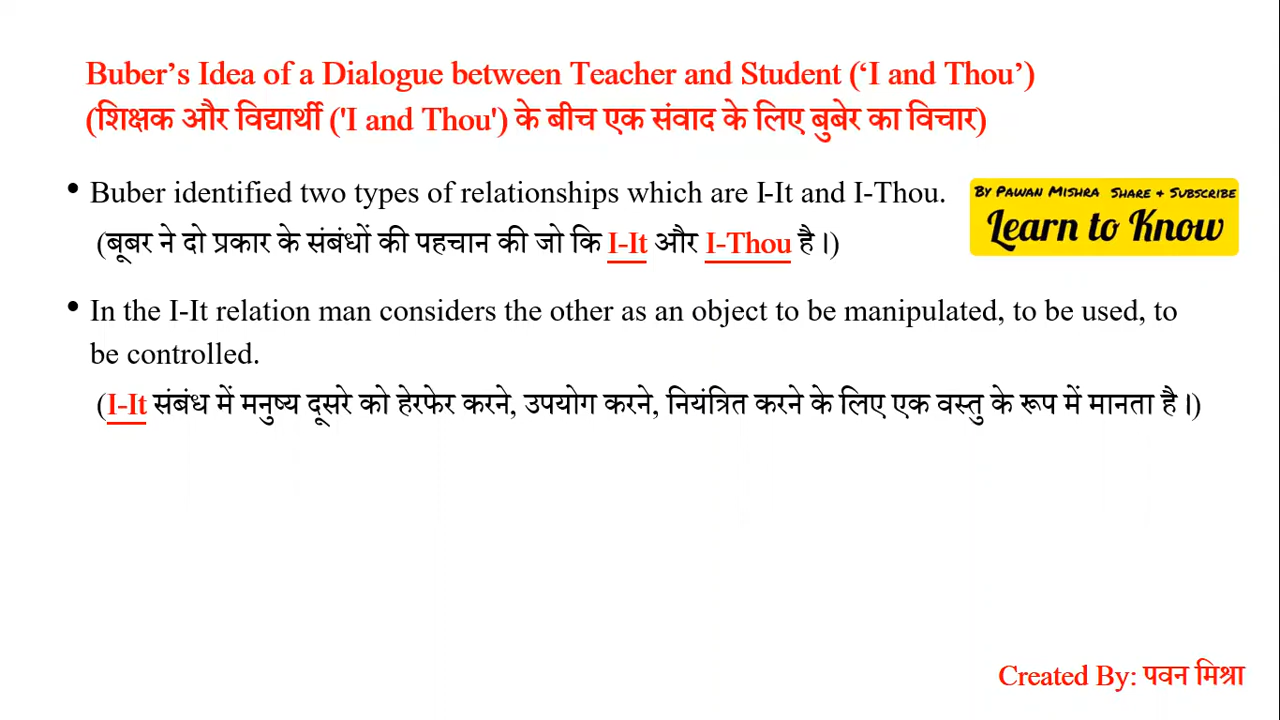 Buber’s Idea of a Dialogue between Teacher and Student (‘I and Thou’)
(शिक्षक और विद्यार्थी ('I and Thou') के बीच एक संवाद के लिए बुबेर का विचार)
• Buber identified two types of relationships which are I-It and I-Thou.
(बूबर ने दो प्रकार के संबंधों की पहचान की जो कि I-It और I-Thou है।)
By Pawan Mishra Share & Subscribe
Learn to Know
• In the I-It relation man considers the other as an object to be manipulated, to be used, to
be controlled.
(I-It संबंध में मनुष्य दूसरे को हेरफेर करने, उपयोग करने, नियंत्रित करने के लिए एक वस्तु के रूप में मानता है।)
Created By: पवन मिश्रा